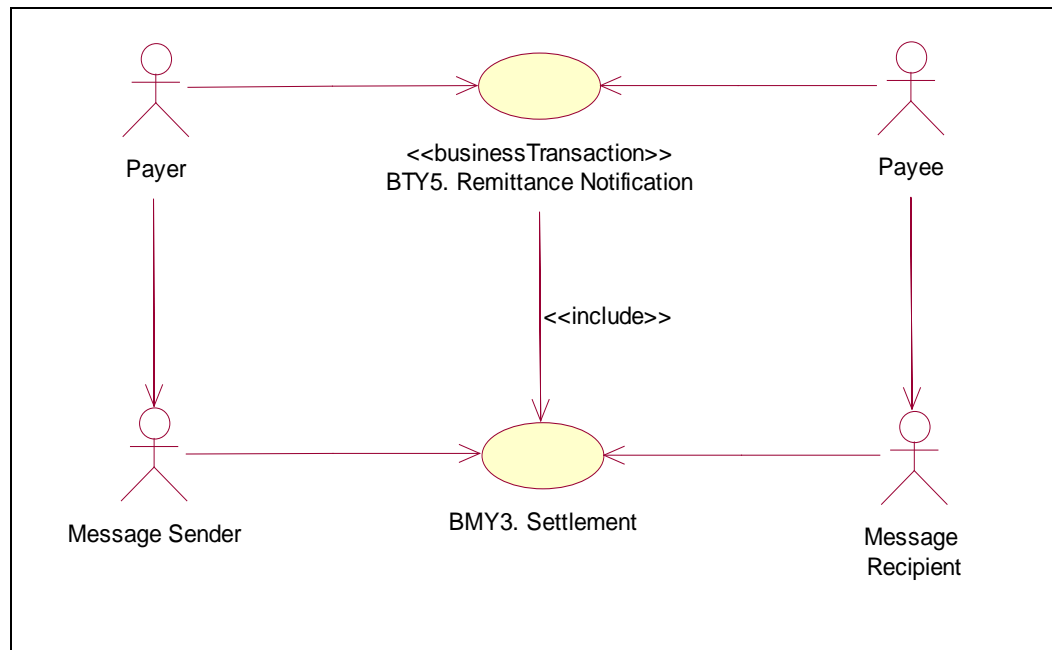 <<businessTransaction>>
Payer
BTY5. Remittance Notification
Payee
<<include>>
Message Sender
BMY3. Settlement
Message
Recipient